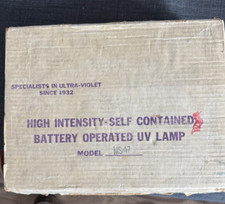 SPECIALISTS IN ULTRA-VIOLET
SINCE 1932
HIGH INTENSITY-SELF CONTAINED
BATTERY OPERATED UV LAMP
MODEL